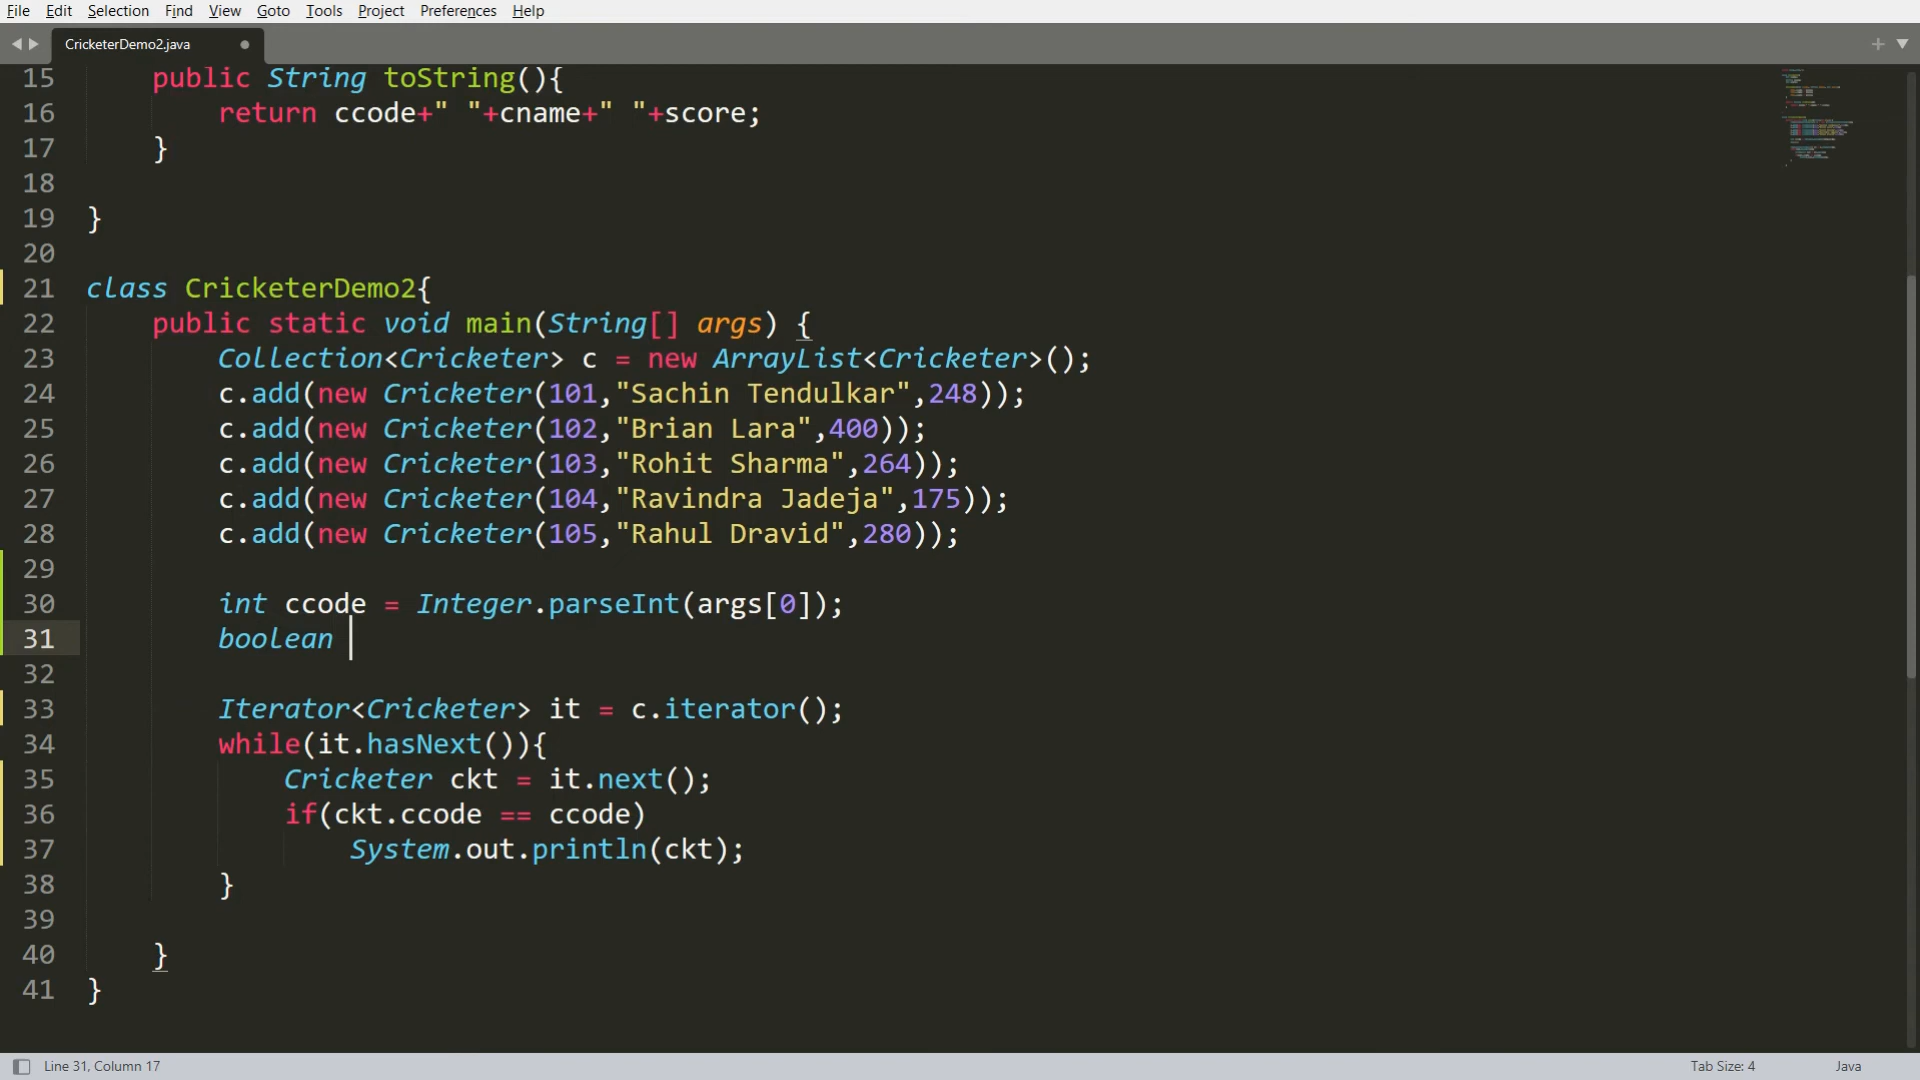 File Edit Selection Find View Goto Tools Project Preferences Help
CricketerDemo2.java
15 public String toString(){
16 return ccode+" "+cname+" "+score;
17 }
18
19 }
20
21 class CricketerDemo2{
22 public static void main(String[] args) {
23 Collection<Cricketer> c = new ArrayList<Cricketer>();
24 c.add(new Cricketer(101,"Sachin Tendulkar",248));
25 c.add(new Cricketer(102,"Brian Lara",400));
26 c.add(new Cricketer(103,"Rohit Sharma",264));
27 c.add(new Cricketer(104,"Ravindra Jadeja",175));
28 c.add(new Cricketer(105,"Rahul Dravid",280));
29
30 int ccode = Integer.parseInt(args[0]);
31 boolean
32
33 Iterator<Cricketer> it = c.iterator();
34 while(it.hasNext()){
35 Cricketer ckt = it.next();
36 if(ckt.ccode == ccode)
37 System.out.println(ckt);
38 }
39
40 }
41 }
Line 31, Column 17 Tab Size: 4 Java